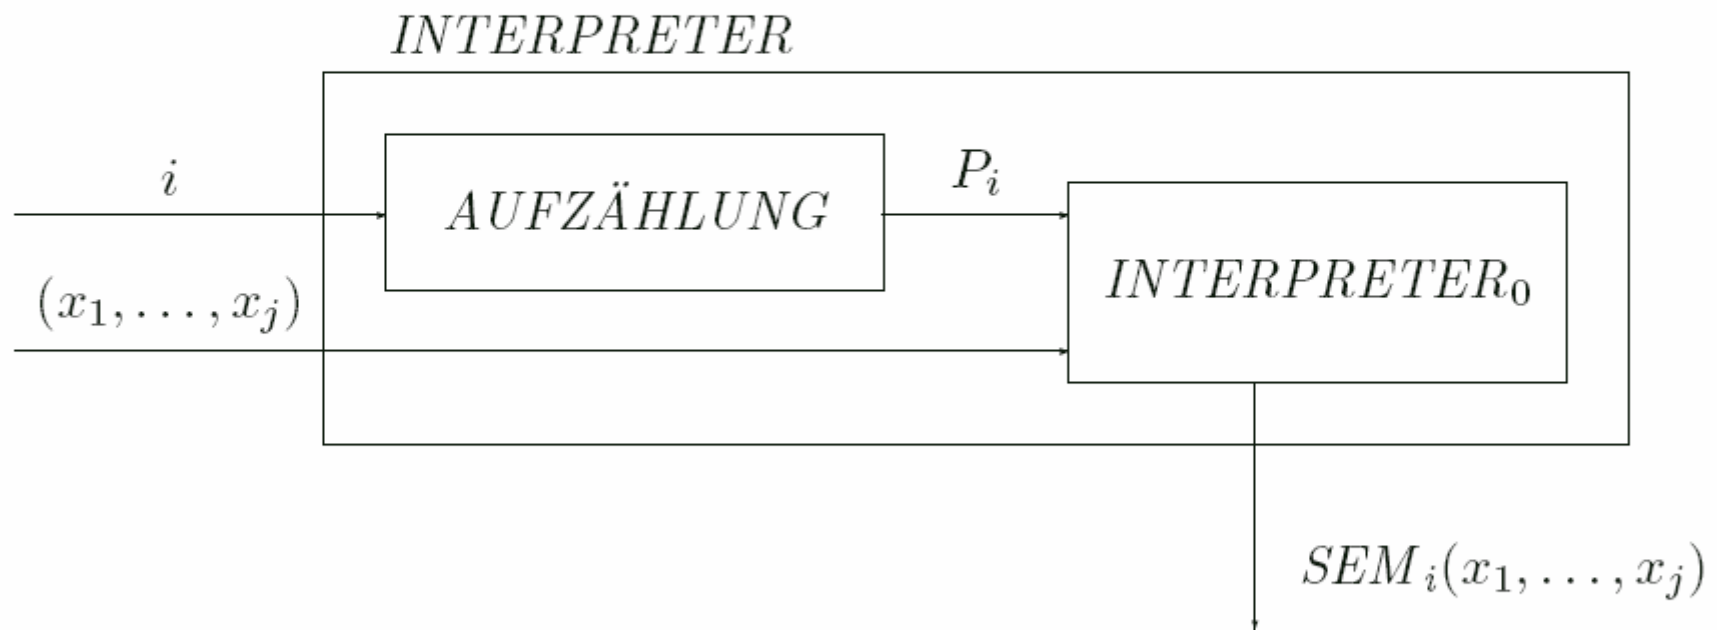 INTERPRETER
i
AUFZÄHLUNG
P_i
(x_1, . . . , x_j)
INTERPRETER_0
SEM_i(x_1, . . . , x_j)